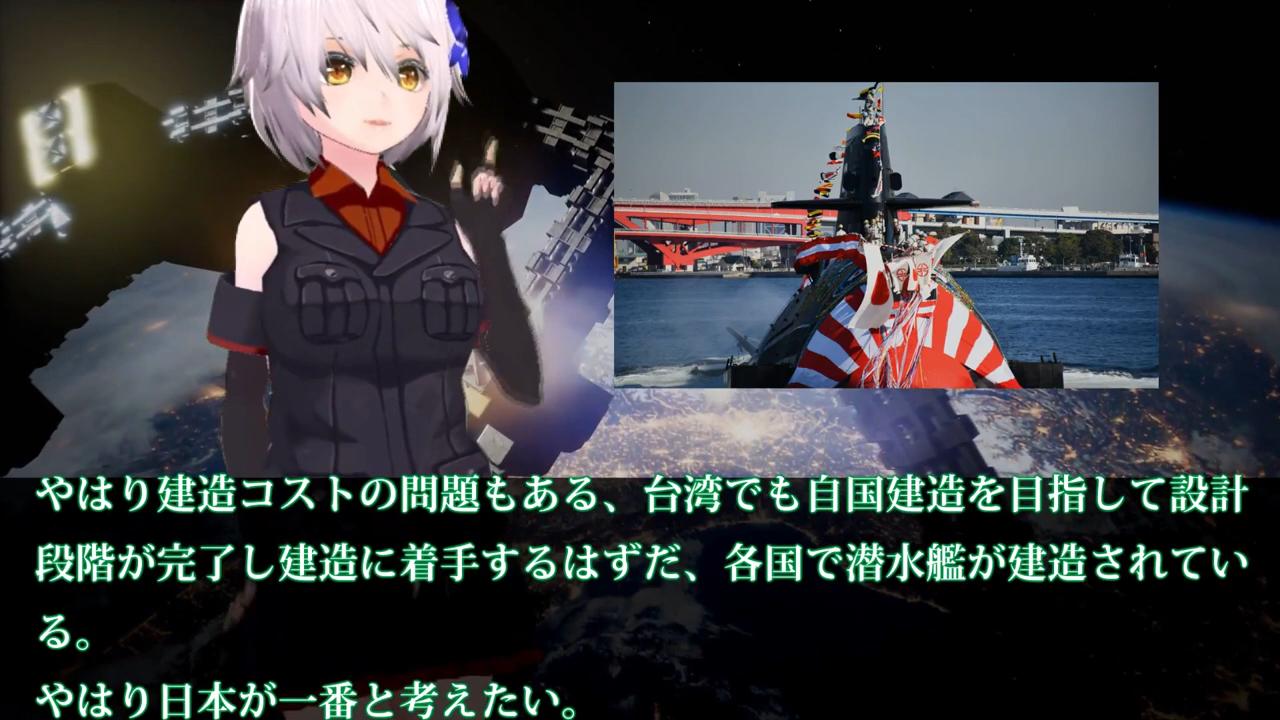 やはり建造コストの問題もある、台湾でも自国建造を目指して設計
段階が完了し建造に着手するはずだ、各国で潜水艦が建造されてい
る。
やはり日本が一番と考えたい。